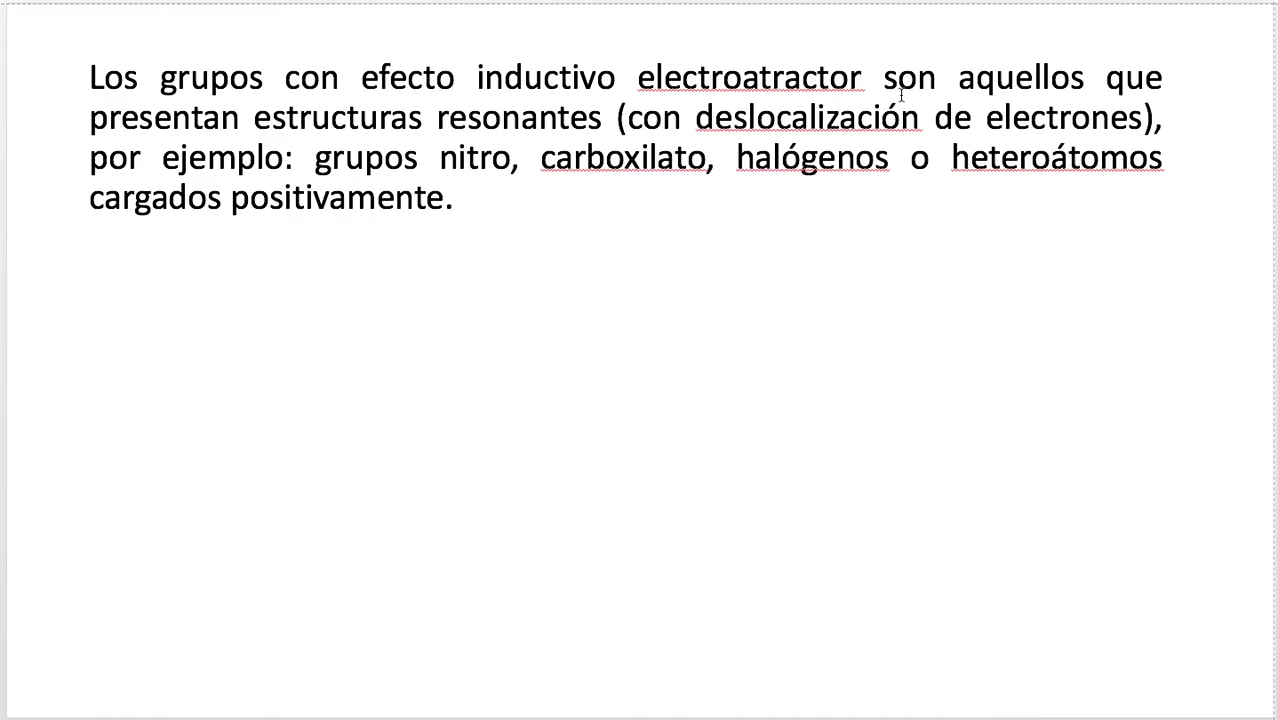 Los grupos con efecto inductivo electroatractor son aquellos que
presentan estructuras resonantes (con deslocalización de electrones),
por ejemplo: grupos nitro, carboxilato, halógenos o heteroátomos
cargados positivamente.